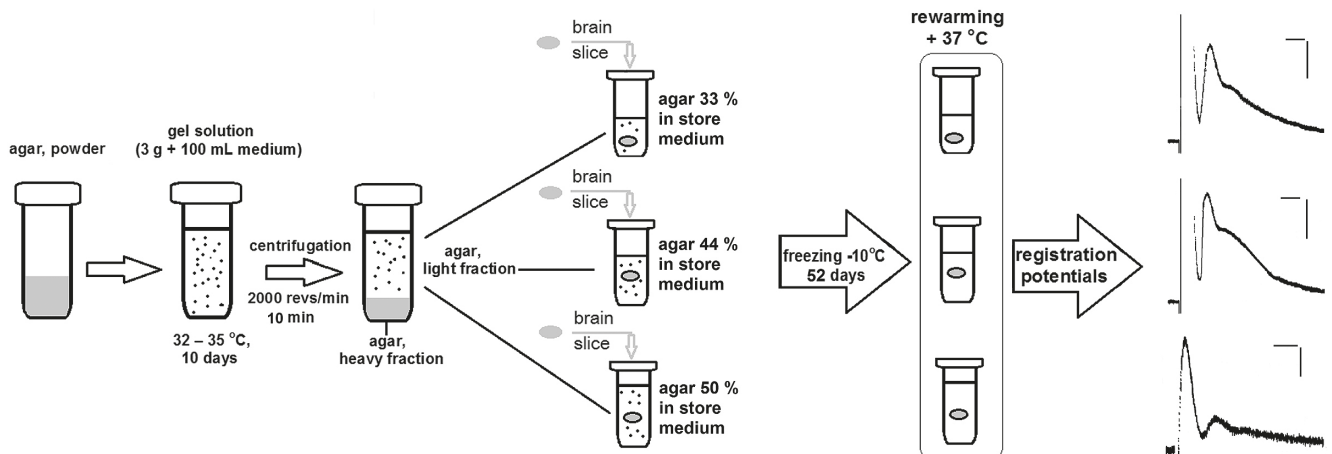 agar, powder
gel solution
(3 g + 100 mL medium)
32 – 35 °C,
10 days
centrifugation
2000 revs/min
10 min
agar,
heavy fraction
agar,
light fraction
brain
slice
agar 33 %
in store
medium
brain
slice
agar 44 %
in store
medium
brain
slice
agar 50 %
in store
medium
freezing -10°C
52 days
rewarming
+ 37 °C
registration
potentials